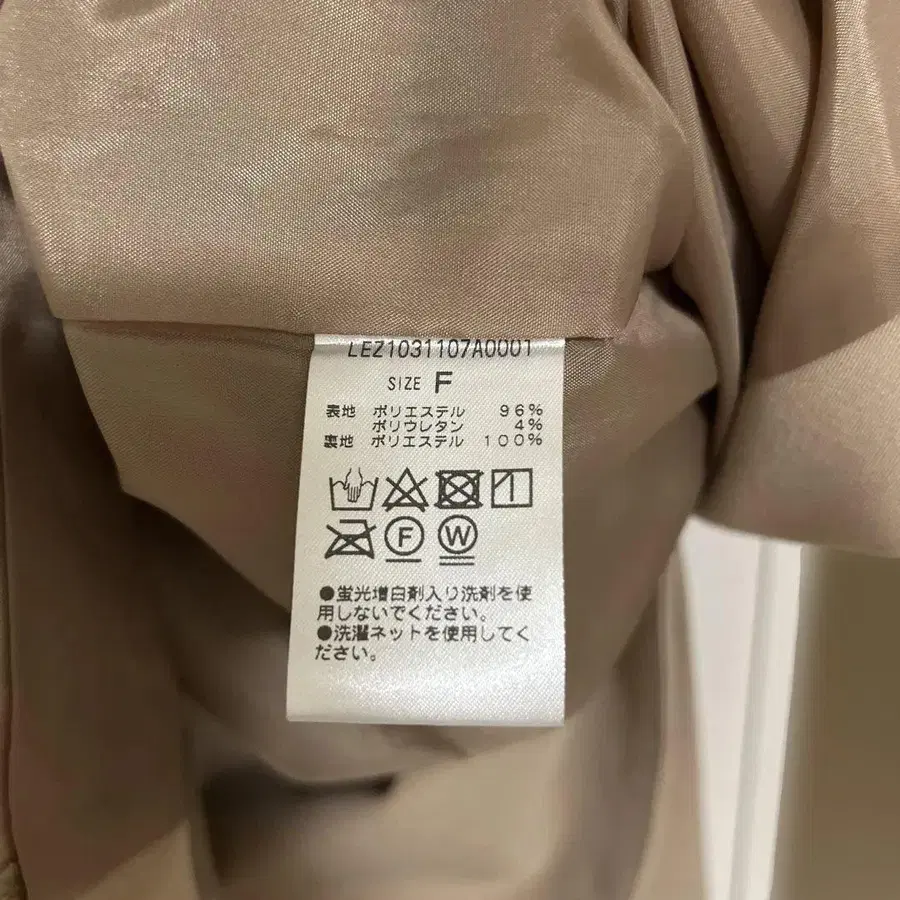 LEZ1031107A0001
SIZE F
表地 ポリエステル 96%
ポリウレタン 4%
裏地 ポリエステル 100%
F W
●蛍光増白剤入り洗剤を使
用しないでください。
●洗濯ネットを使用してく
ださい。